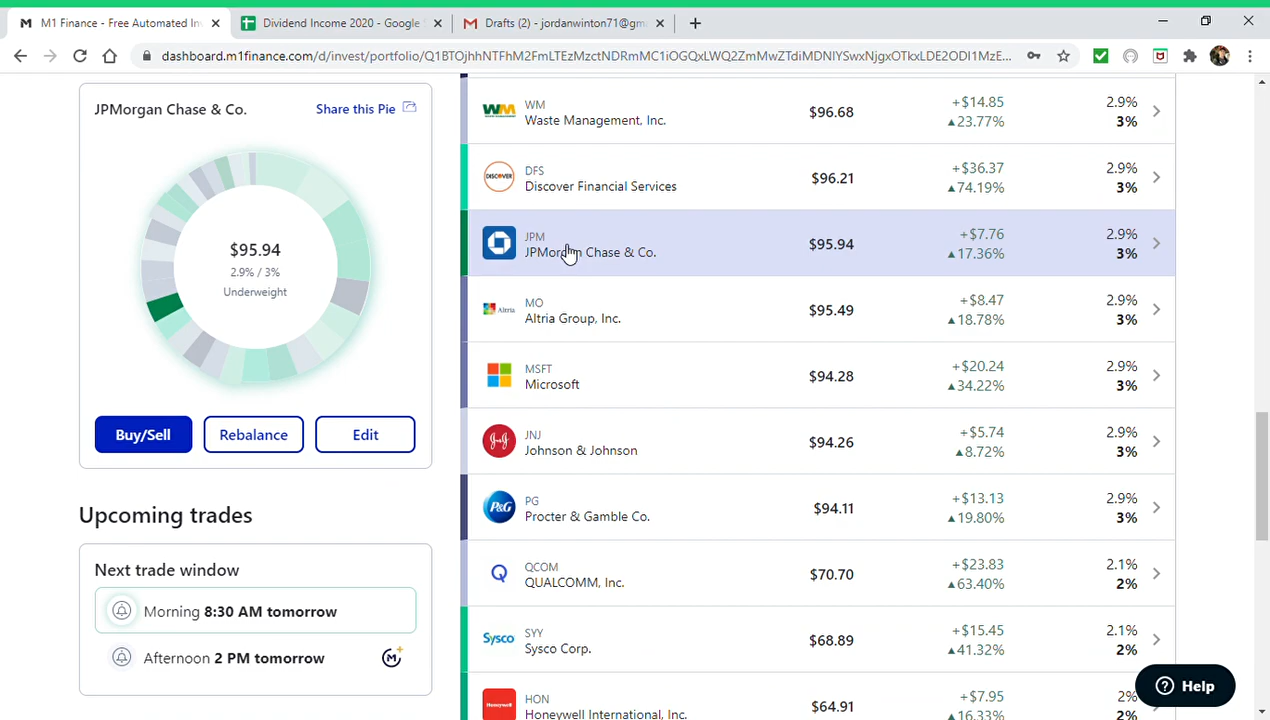 M1 Finance - Free Automated Inv
Dividend Income 2020 - Google S
Drafts (2) - jordanwinton71@gm
dashboard.m1finance.com/d/invest/portfolio/Q1BTOjhhNTFhM2FmLTEzMzctNDRmMC1iOGQxLWQ2ZmMwZTdiMDNlYSwxNjgxOTkxLDE2ODI1MzE...
JPMorgan Chase & Co.
Share this Pie
$95.94
2.9% / 3%
Underweight
Buy/Sell
Rebalance
Edit
Upcoming trades
Next trade window
Morning 8:30 AM tomorrow
Afternoon 2 PM tomorrow
WM
Waste Management, Inc.
$96.68
+$14.85
▲23.77%
2.9%
3%
DISCOVER
DFS
Discover Financial Services
$96.21
+$36.37
▲74.19%
2.9%
3%
JPM
JPMorgan Chase & Co.
$95.94
+$7.76
▲17.36%
2.9%
3%
Altria
MO
Altria Group, Inc.
$95.49
+$8.47
▲18.78%
2.9%
3%
MSFT
Microsoft
$94.28
+$20.24
▲34.22%
2.9%
3%
JNJ
Johnson & Johnson
$94.26
+$5.74
▲8.72%
2.9%
3%
P&G
PG
Procter & Gamble Co.
$94.11
+$13.13
▲19.80%
2.9%
3%
QCOM
QUALCOMM, Inc.
$70.70
+$23.83
▲63.40%
2.1%
2%
Sysco
SYY
Sysco Corp.
$68.89
+$15.45
▲41.32%
2.1%
2%
Honeywell
HON
Honeywell International, Inc.
$64.91
+$7.95
▲16.33%
2%
2%
Help